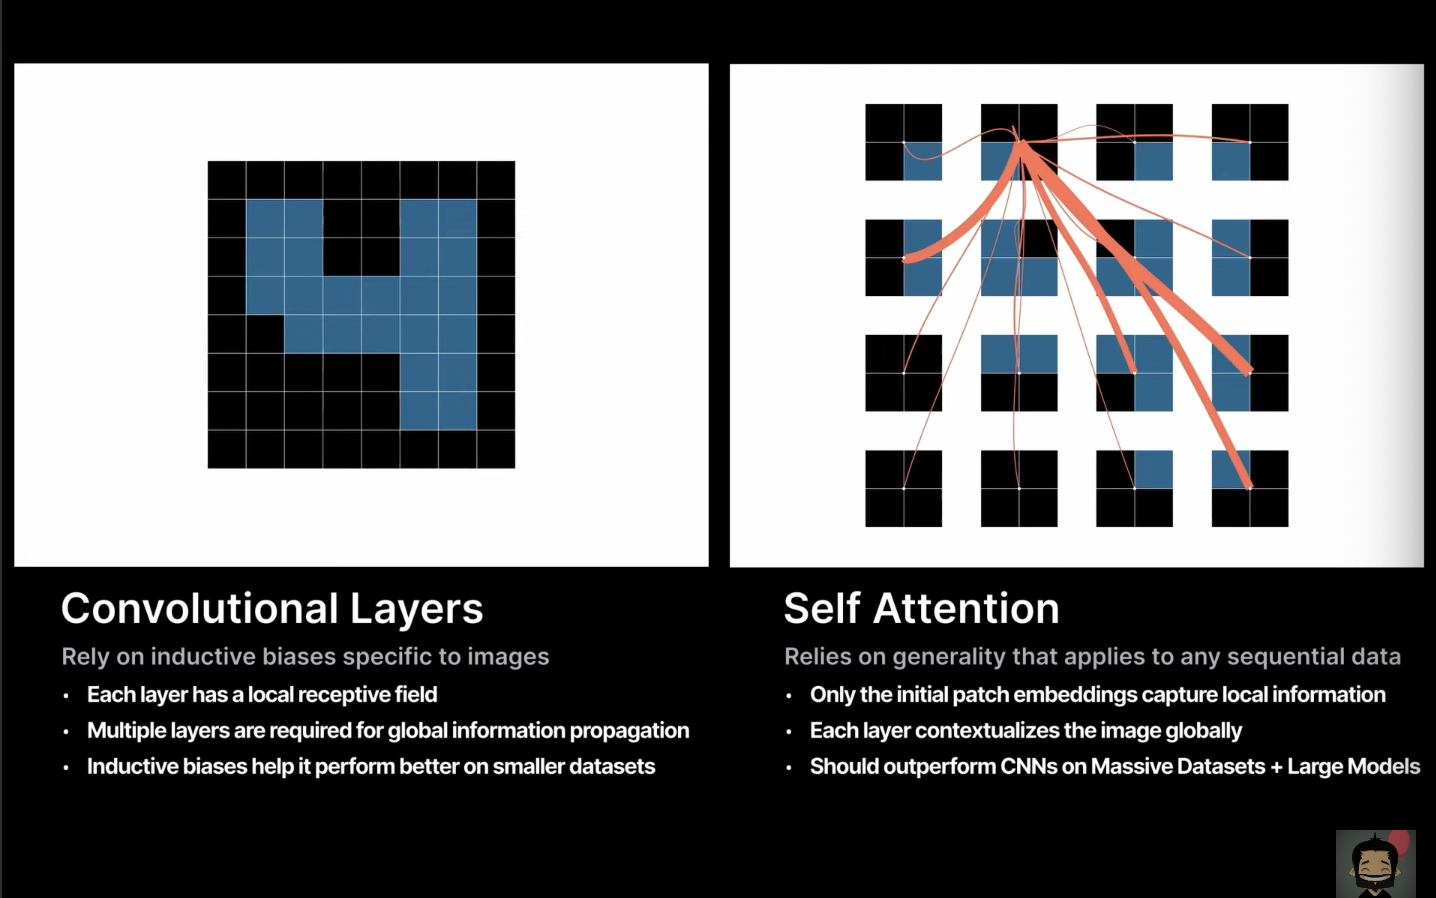 Convolutional Layers
Rely on inductive biases specific to images
• Each layer has a local receptive field
• Multiple layers are required for global information propagation
• Inductive biases help it perform better on smaller datasets
Self Attention
Relies on generality that applies to any sequential data
• Only the initial patch embeddings capture local information
• Each layer contextualizes the image globally
• Should outperform CNNs on Massive Datasets + Large Models